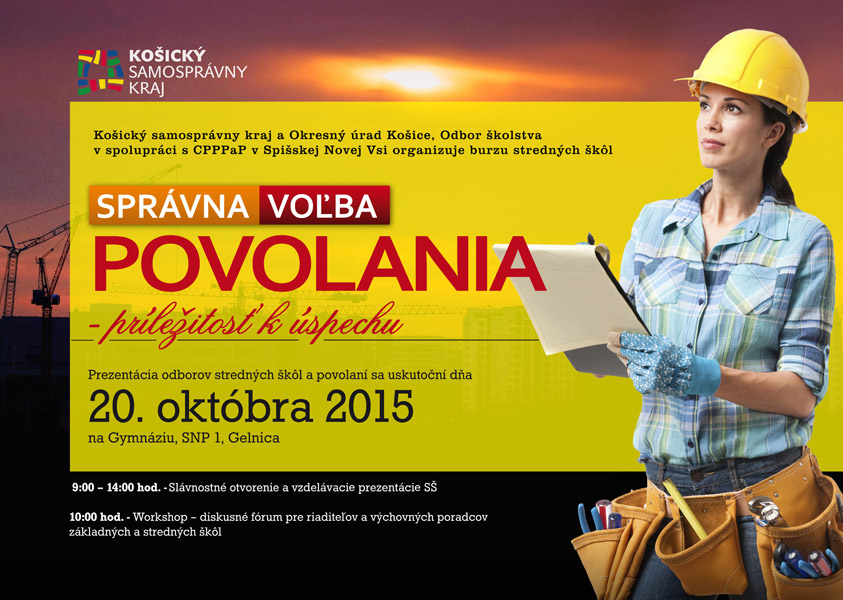 KOŠICKÝ
SAMOSPRÁVNY
KRAJ
Košický samosprávny kraj a Okresný úrad Košice, Odbor školstva
v spolupráci s CPPPaP v Spišskej Novej Vsi organizuje burzu stredných škôl
SPRÁVNA VOĽBA
POVOLANIA
- príležitosť k úspechu
Prezentácia odborov stredných škôl a povolaní sa uskutoční dňa
20. októbra 2015
na Gymnáziu, SNP 1, Gelnica
9:00 – 14:00 hod. - Slávnostné otvorenie a vzdelávacie prezentácie SŠ
10:00 hod. - Workshop – diskusné fórum pre riaditeľov a výchovných poradcov
základných a stredných škôl